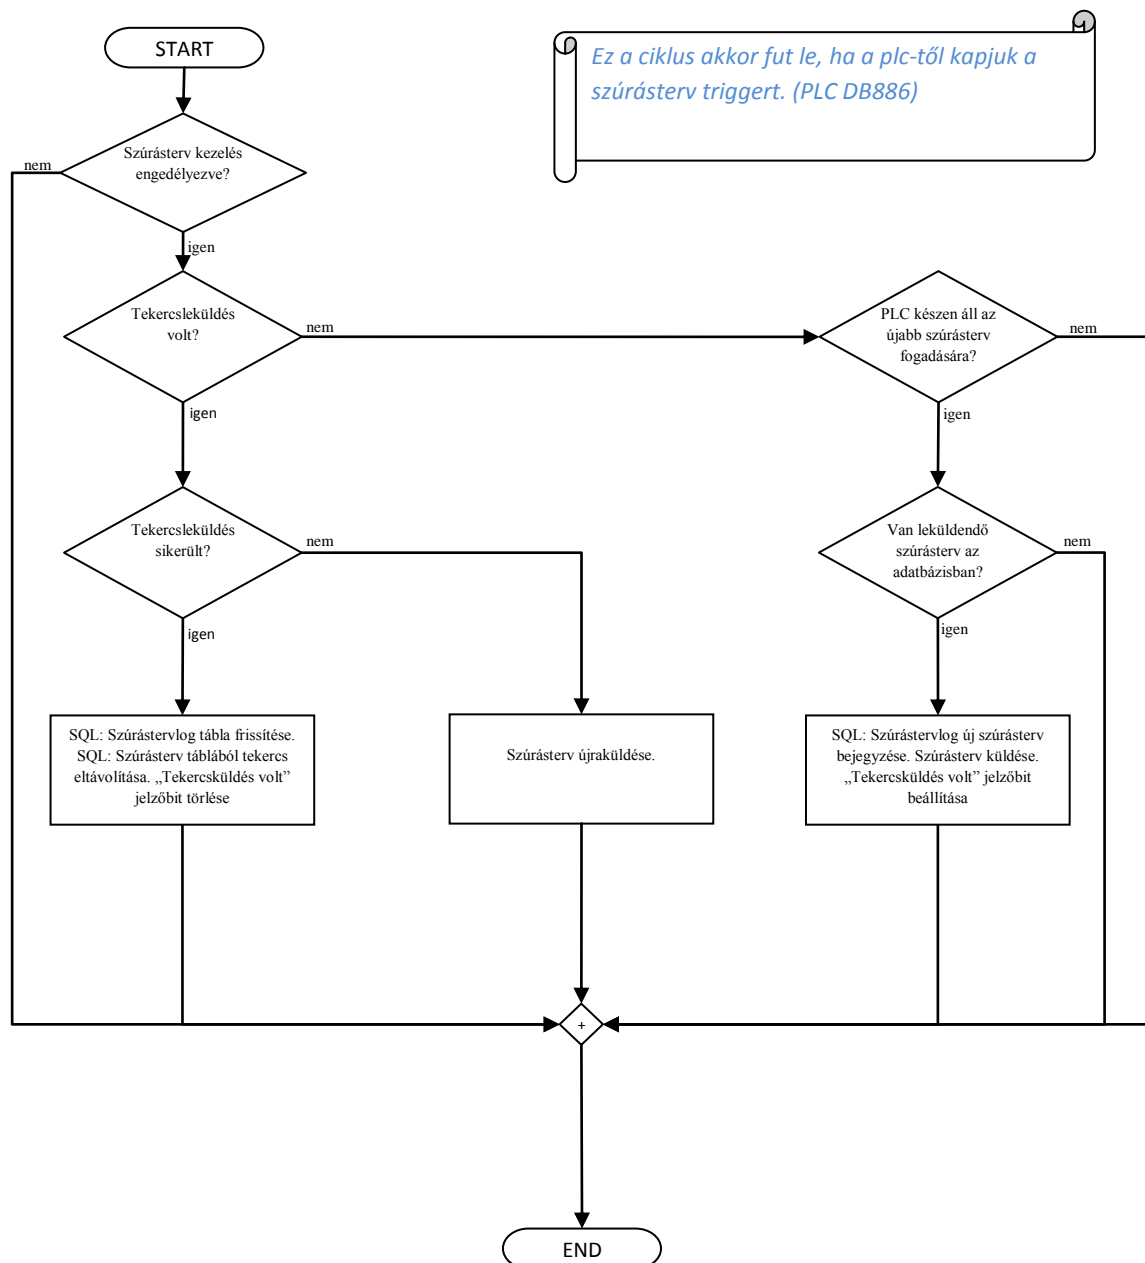 START
Ez a ciklus akkor fut le, ha a plc-től kapjuk a
szúrásterv triggert. (PLC DB886)
Szúrásterv kezelés
engedélyezve?
nem
igen
Tekercsleküldés
volt?
nem
igen
PLC készen áll az
újabb szúrásterv
fogadására?
nem
igen
Tekercsleküldés
sikerült?
nem
igen
Van leküldendő
szúrásterv az
adatbázisban?
nem
igen
SQL: Szúrástervlog tábla frissítése.
SQL: Szúrásterv táblából tekercs
eltávolítása. „Tekercsküldés volt”
jelzőbit törlése
Szúrásterv újraküldése.
SQL: Szúrástervlog új szúrásterv
bejegyzése. Szúrásterv küldése.
„Tekercsküldés volt” jelzőbit
beállítása
+
END